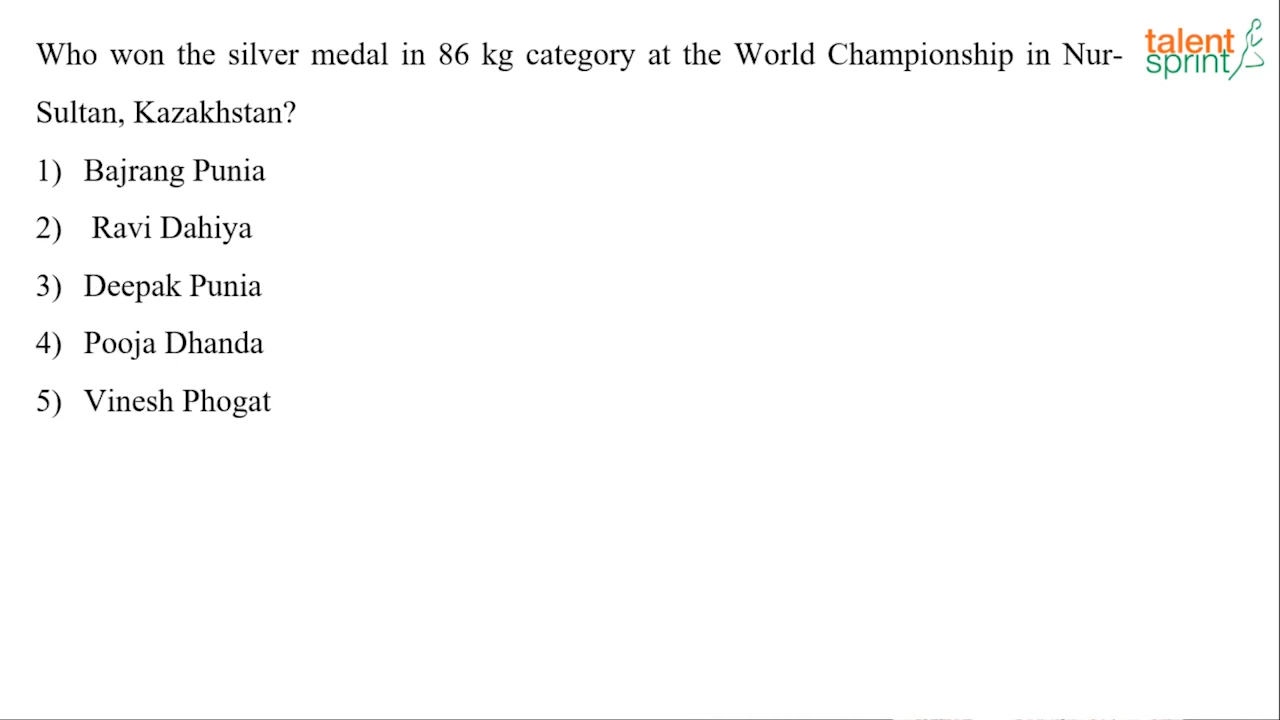 Who won the silver medal in 86 kg category at the World Championship in Nur-
Sultan, Kazakhstan?
1) Bajrang Punia
2) Ravi Dahiya
3) Deepak Punia
4) Pooja Dhanda
5) Vinesh Phogat
talent
sprint